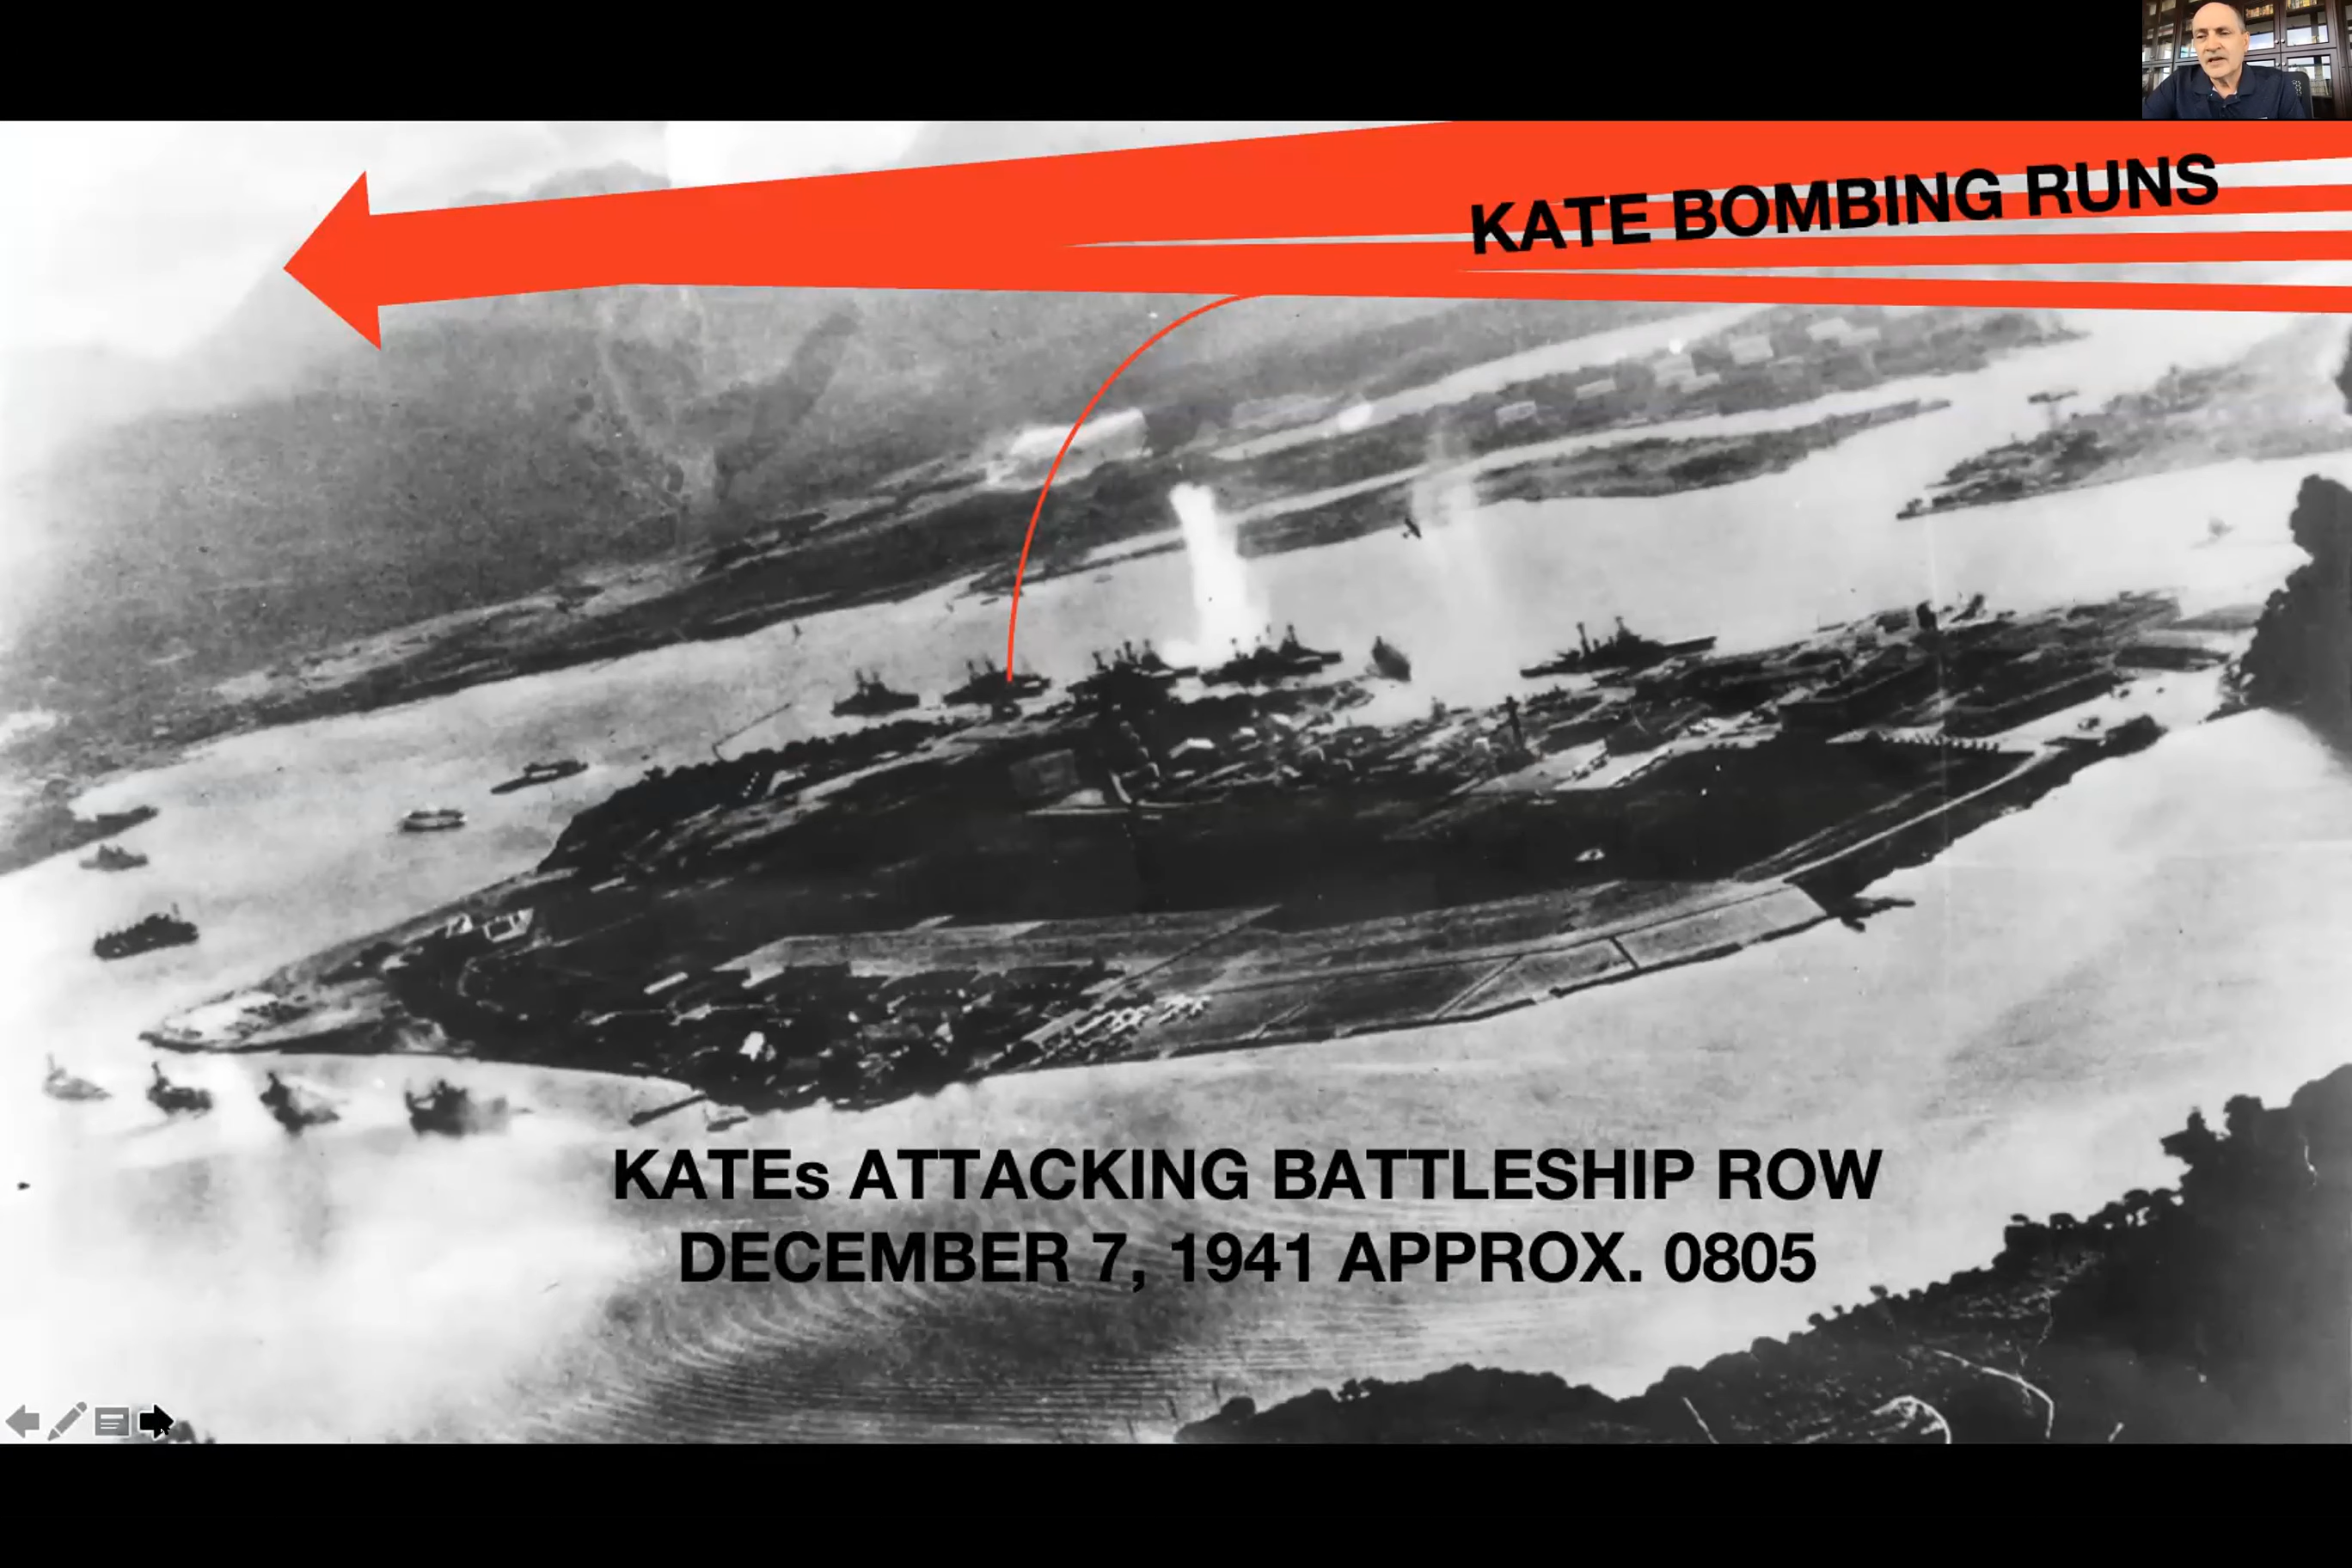 KATE BOMBING RUNS
KATEs ATTACKING BATTLESHIP ROW
DECEMBER 7, 1941 APPROX. 0805